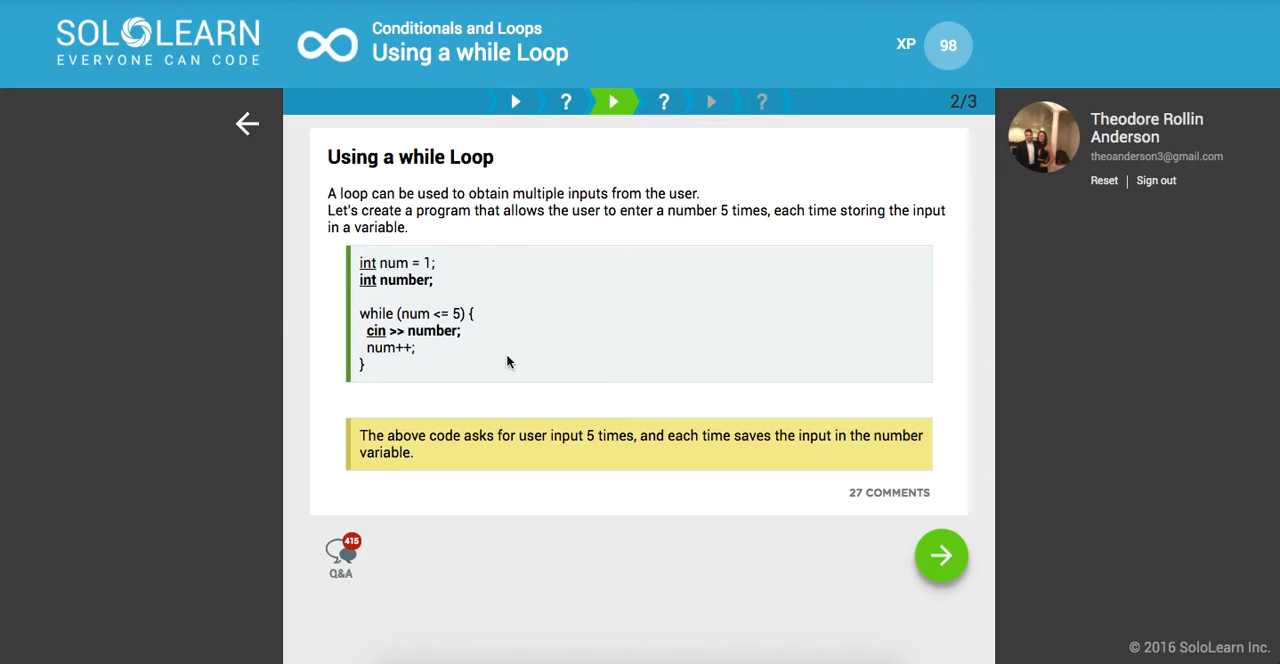 SOLOLEARN
EVERYONE CAN CODE
Conditionals and Loops
Using a while Loop
XP 98
? ? ? 2/3
Theodore Rollin
Anderson
theoanderson3@gmail.com
Reset | Sign out
Using a while Loop
A loop can be used to obtain multiple inputs from the user.
Let's create a program that allows the user to enter a number 5 times, each time storing the input
in a variable.
int num = 1;
int number;
while (num <= 5) {
cin >> number;
num++;
}
The above code asks for user input 5 times, and each time saves the input in the number
variable.
27 COMMENTS
415
Q&A
© 2016 SoloLearn Inc.